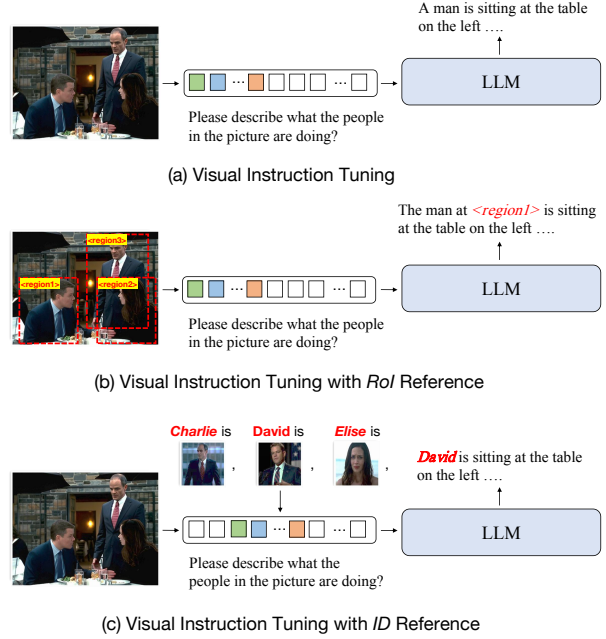 A man is sitting at the table
on the left ….
... ...
LLM
Please describe what the people
in the picture are doing?
(a) Visual Instruction Tuning
The man at <region1> is sitting
at the table on the left ….
<region3>
<region1> <region2>
... ...
LLM
Please describe what the people
in the picture are doing?
(b) Visual Instruction Tuning with RoI Reference
Charlie is David is Elise is
, , ,
David is sitting at the table
on the left ….
... ...
LLM
Please describe what the
people in the picture are doing?
(c) Visual Instruction Tuning with ID Reference